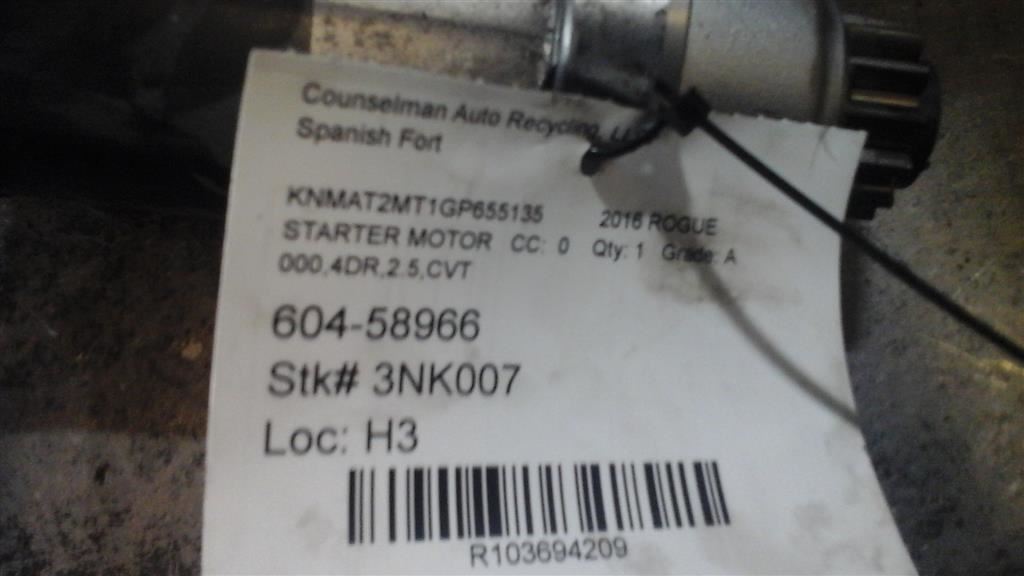 Counselman Auto Recycling, LLC
Spanish Fort
KNMAT2MT1GP655135 2016 ROGUE
STARTER MOTOR CC: 0 Qty: 1 Grade: A
000,4DR,2.5,CVT
604-58966
Stk# 3NK007
Loc: H3
R103694209